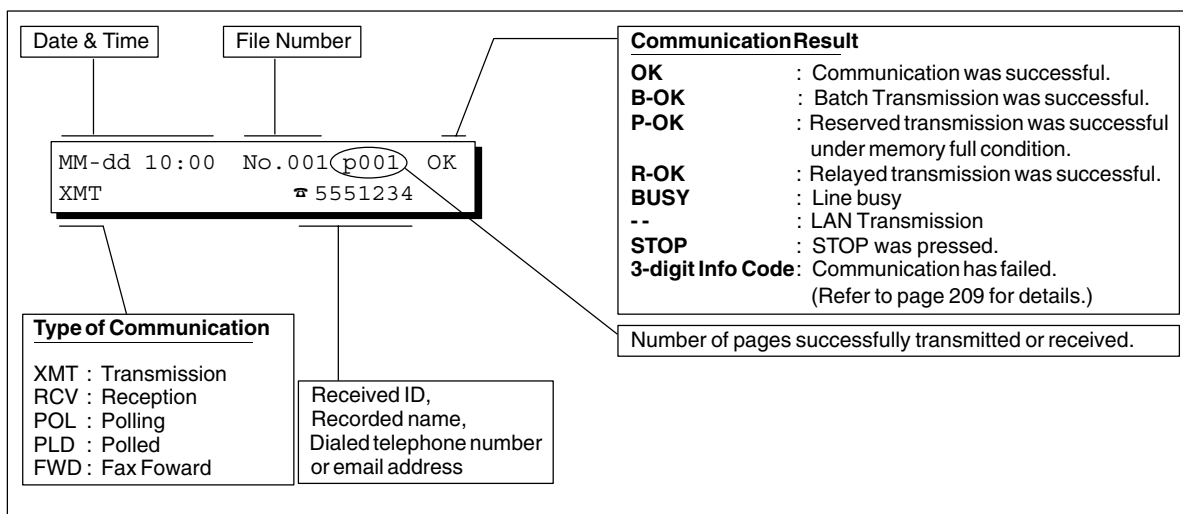 Date & Time
File Number
MM-dd 10:00 No.001 p001 OK
XMT ☎ 5551234
Communication Result
OK : Communication was successful.
B-OK : Batch Transmission was successful.
P-OK : Reserved transmission was successful
under memory full condition.
R-OK : Relayed transmission was successful.
BUSY : Line busy
- - : LAN Transmission
STOP : STOP was pressed.
3-digit Info Code : Communication has failed.
(Refer to page 209 for details.)
Number of pages successfully transmitted or received.
Type of Communication
XMT : Transmission
RCV : Reception
POL : Polling
PLD : Polled
FWD : Fax Foward
Received ID,
Recorded name,
Dialed telephone number
or email address